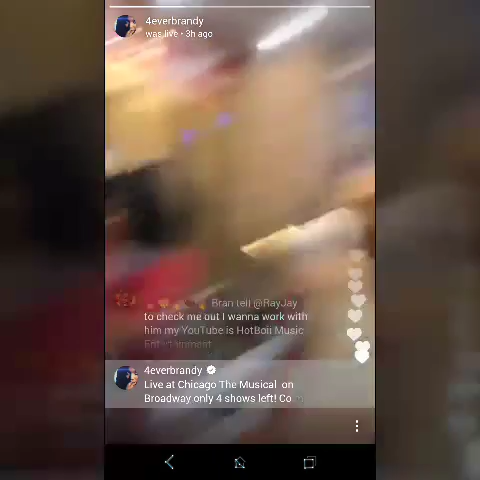 4everbrandy
was live • 3h ago
Bran tell @RayJay
to check me out I wanna work with
him my YouTube is HotBoii Music
Entertainment
4everbrandy
Live at Chicago The Musical on
Broadway only 4 shows left! Co